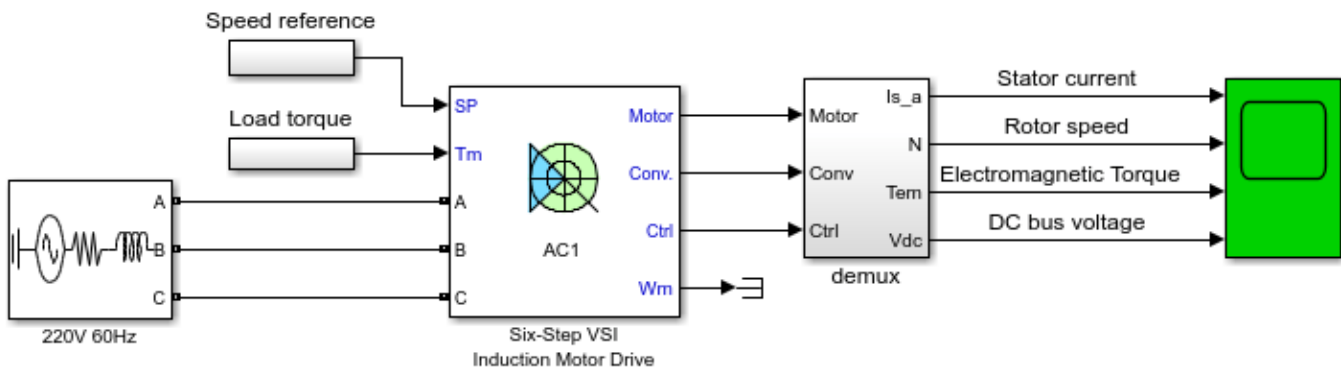 Speed reference
Load torque
A
B
C
220V 60Hz
SP
Tm
A
B
C
AC1
Motor
Conv.
Ctrl
Wm
Six-Step VSI
Induction Motor Drive
Motor
Conv
Ctrl
Is_a
N
Tem
Vdc
demux
Stator current
Rotor speed
Electromagnetic Torque
DC bus voltage